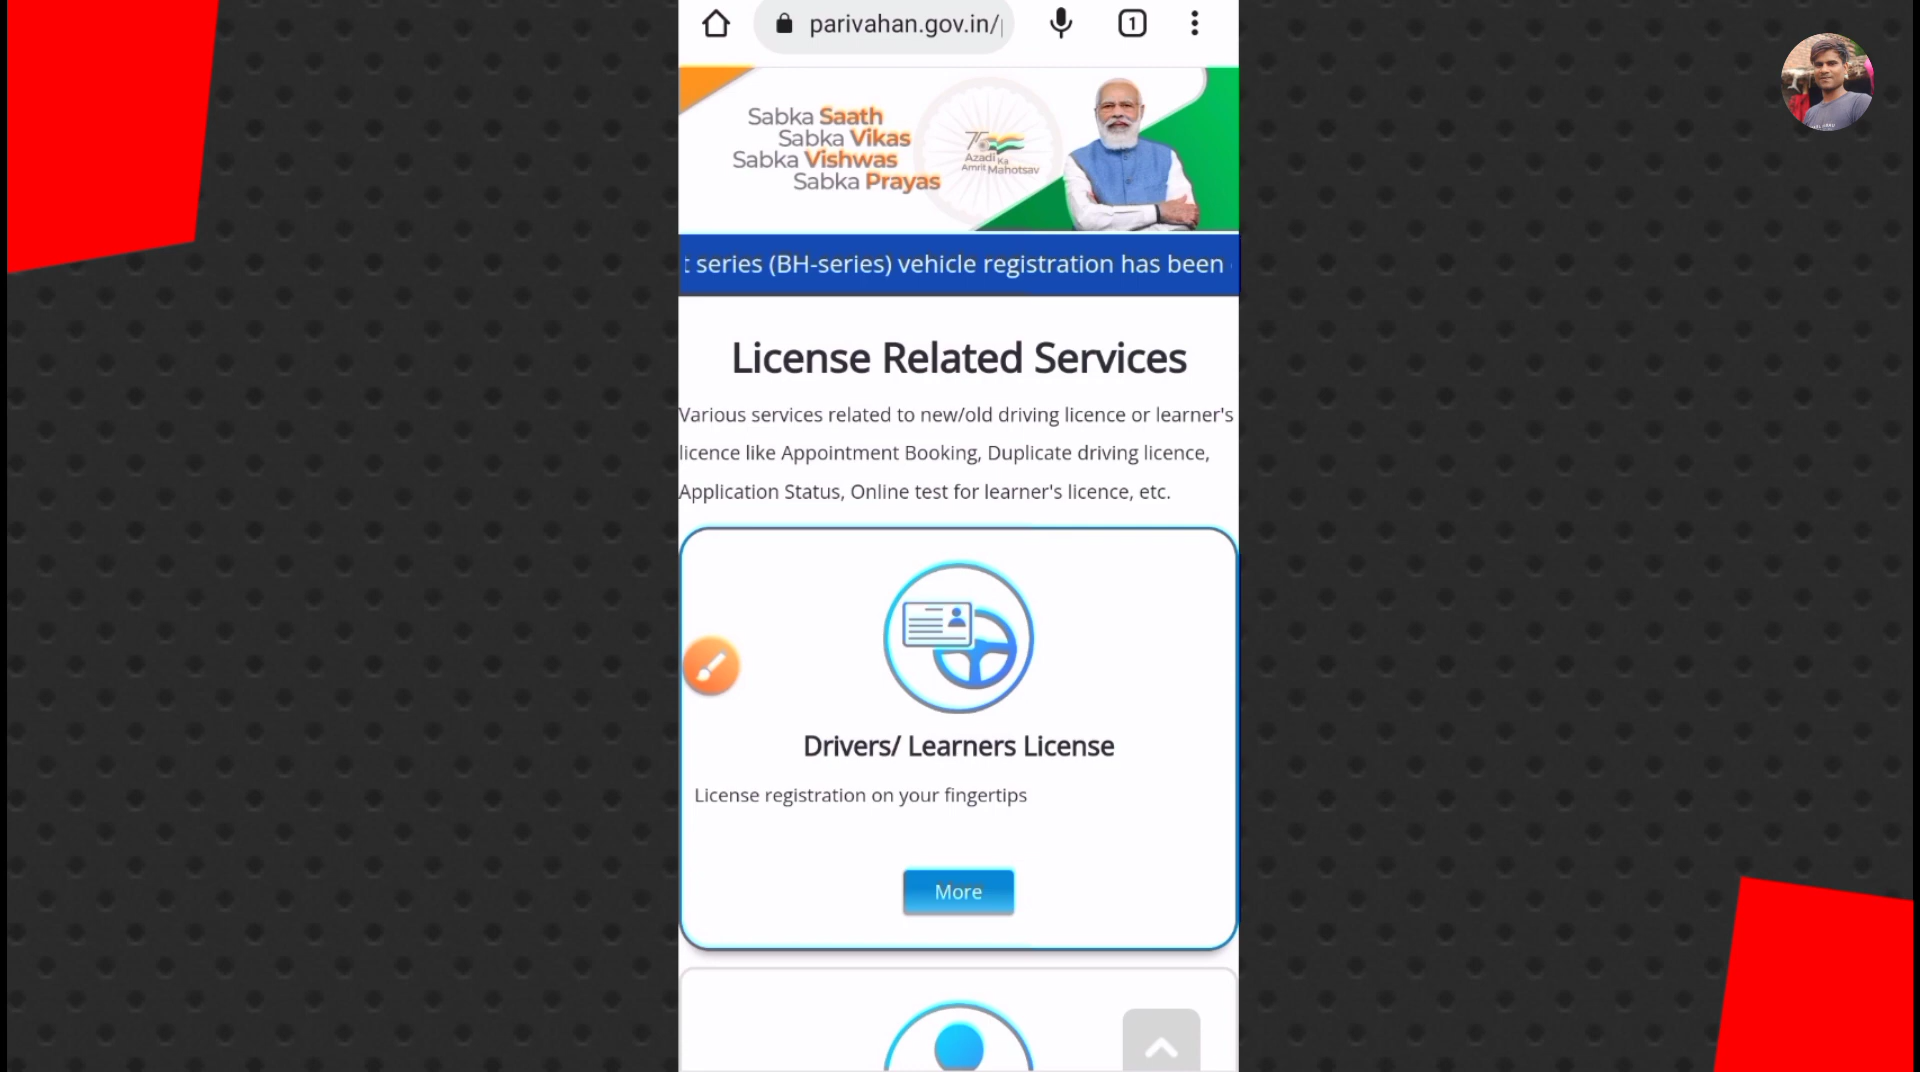 parivahan.gov.in/
1
Sabka Saath
Sabka Vikas
Sabka Vishwas
Sabka Prayas
75
Azadi Ka
Amrit Mahotsav
t series (BH-series) vehicle registration has been
License Related Services
Various services related to new/old driving licence or learner's
licence like Appointment Booking, Duplicate driving licence,
Application Status, Online test for learner's licence, etc.
Drivers/ Learners License
License registration on your fingertips
More